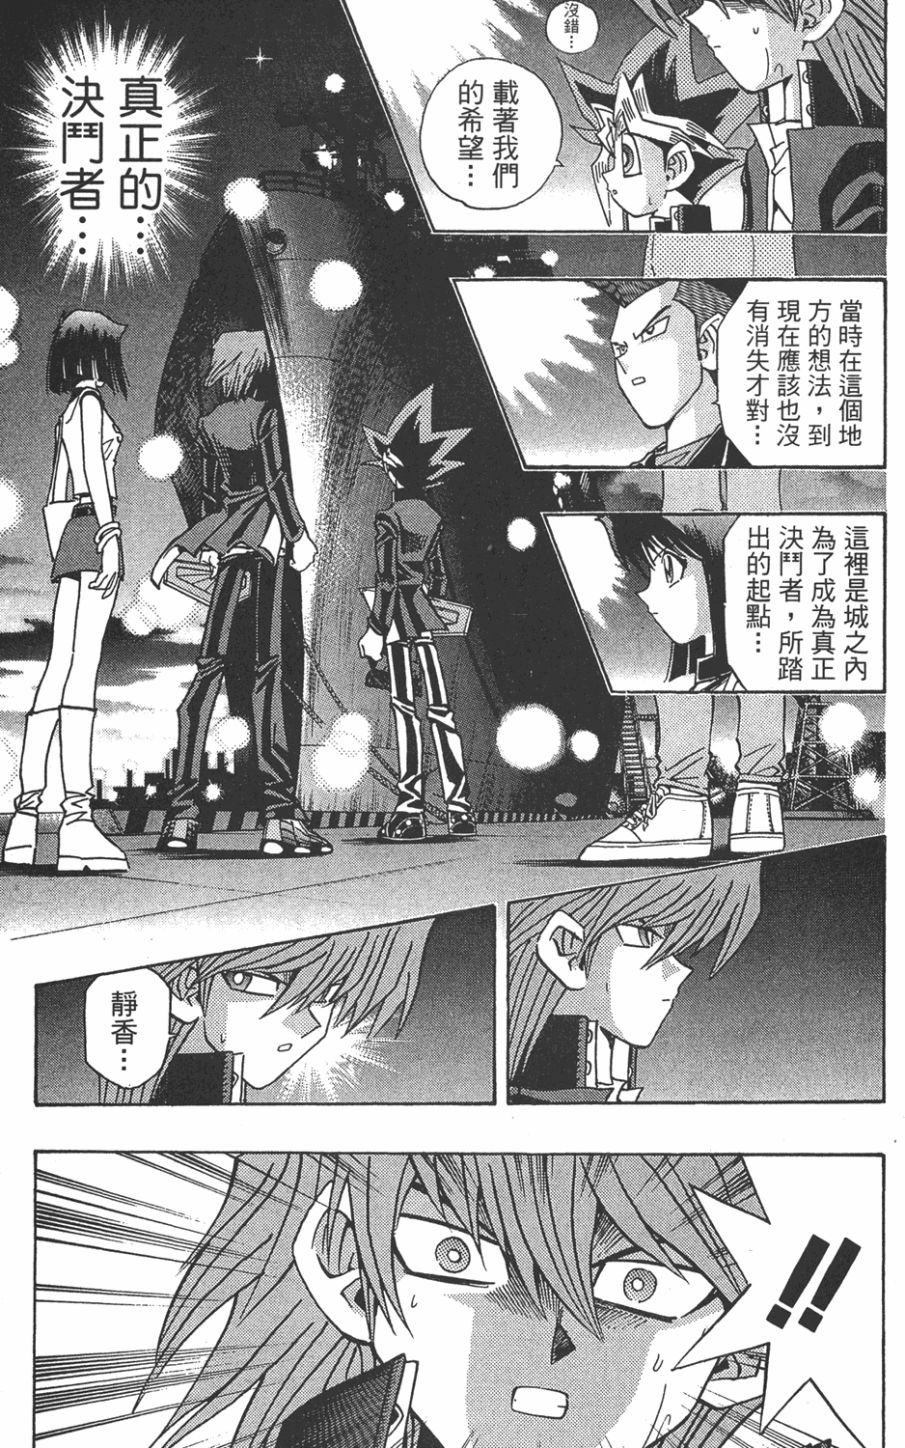 沒錯…
載著我們
的希望…
當時在這個地
方的想法，到
現在應該也沒
有消失才對…
這裡是城之內
為了成為真正
決鬥者，所踏
出的起點…
真正的…
決鬥者…
靜香…
!!